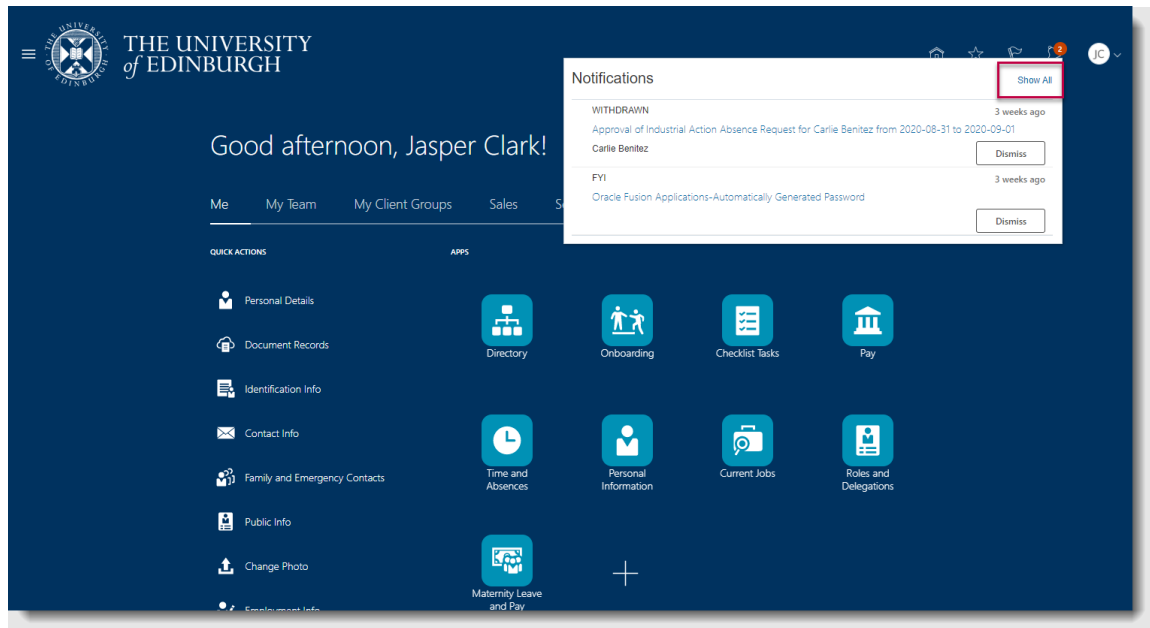 THE UNIVERSITY
of EDINBURGH
2
JC
Notifications
Show All
WITHDRAWN
3 weeks ago
Approval of Industrial Action Absence Request for Carlie Benitez from 2020-08-31 to 2020-09-01
Carlie Benitez
Dismiss
FYI
3 weeks ago
Oracle Fusion Applications-Automatically Generated Password
Dismiss
Good afternoon, Jasper Clark!
Me My Team My Client Groups Sales
QUICK ACTIONS
APPS
Personal Details
Document Records
Identification Info
Contact Info
Family and Emergency Contacts
Public Info
Change Photo
Employment Info
Directory
Onboarding
Checklist Tasks
Pay
Time and
Absences
Personal
Information
Current Jobs
Roles and
Delegations
Maternity Leave
and Pay